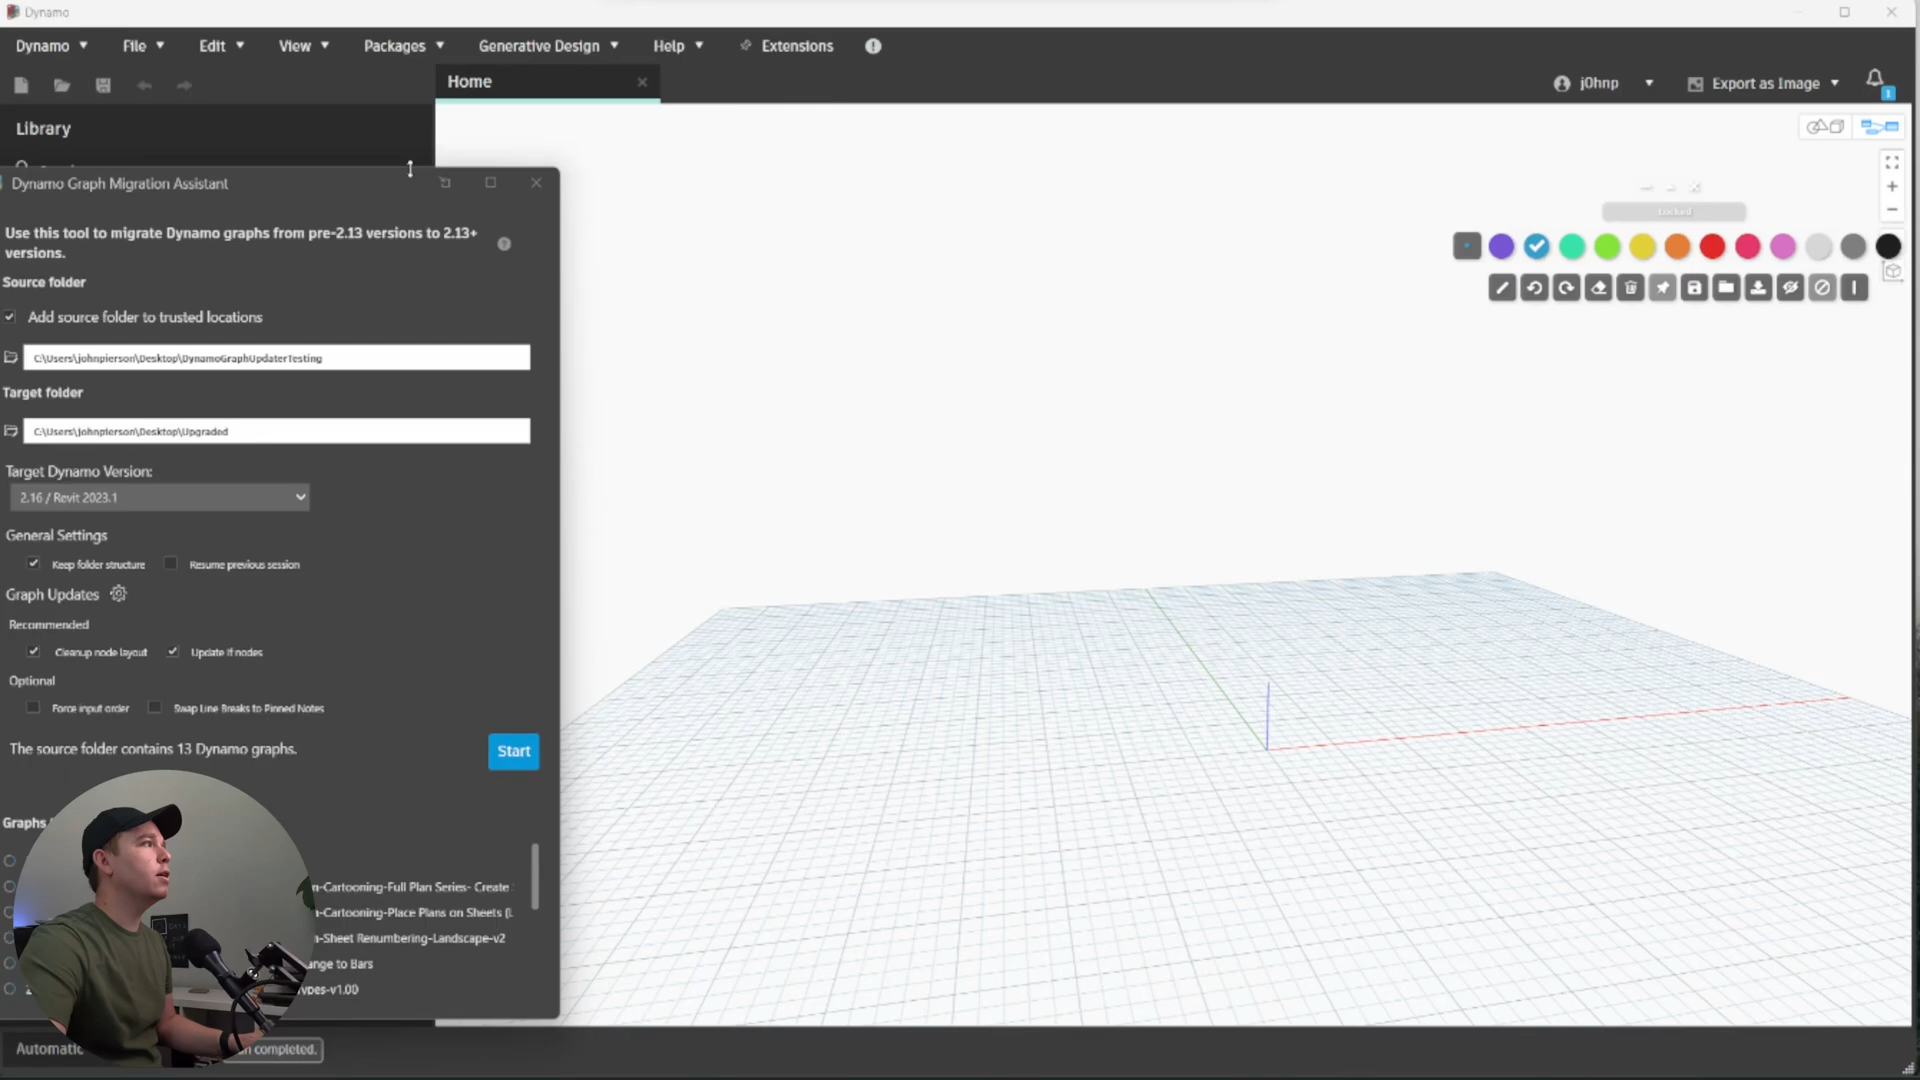 Dynamo
Dynamo File Edit View Packages Generative Design Help Extensions
Home
j0hnp Export as Image
1
Library
Dynamo Graph Migration Assistant
Use this tool to migrate Dynamo graphs from pre-2.13 versions to 2.13+
versions.
Source folder
Add source folder to trusted locations
C:\Users\johnpierson\Desktop\DynamoGraphUpdaterTesting
Target folder
C:\Users\johnpierson\Desktop\Upgraded
Target Dynamo Version:
2.16 / Revit 2023.1
General Settings
Keep folder structure Resume previous session
Graph Updates
Recommended
Cleanup node layout Update If nodes
Optional
Force input order Swap Line Breaks to Pinned Notes
The source folder contains 13 Dynamo graphs.
Start
Graphs
n-Cartooning-Full Plan Series- Create
n-Cartooning-Place Plans on Sheets (L
n-Sheet Renumbering-Landscape-v2
ange to Bars
ypes-v1.00
Automatic
n completed.
Locked